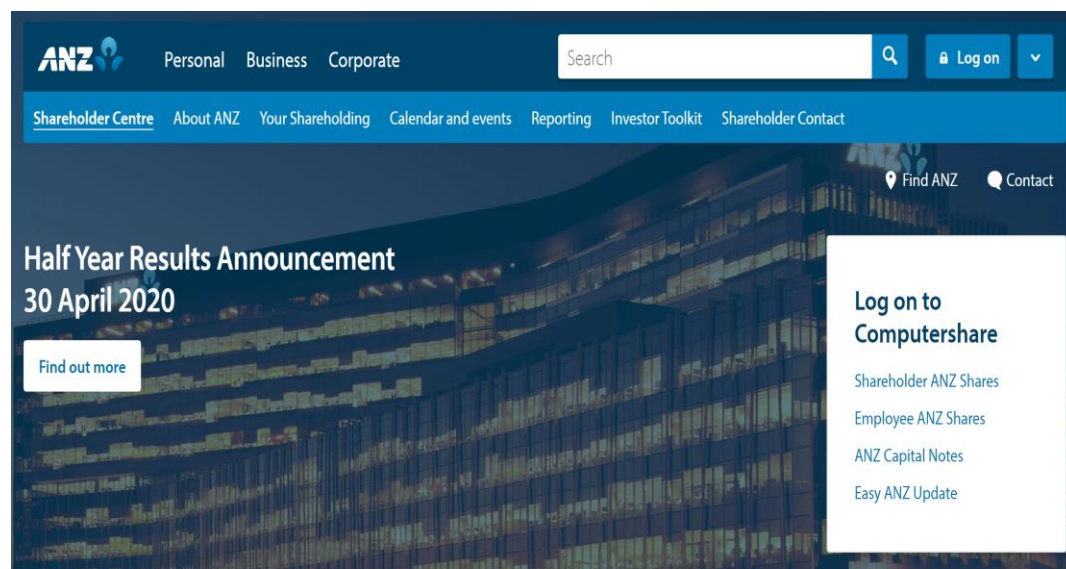 ANZ Personal Business Corporate Search Log on
Shareholder Centre About ANZ Your Shareholding Calendar and events Reporting Investor Toolkit Shareholder Contact
ANZ
Find ANZ Contact
Half Year Results Announcement
30 April 2020
Find out more
Log on to
Computershare
Shareholder ANZ Shares
Employee ANZ Shares
ANZ Capital Notes
Easy ANZ Update